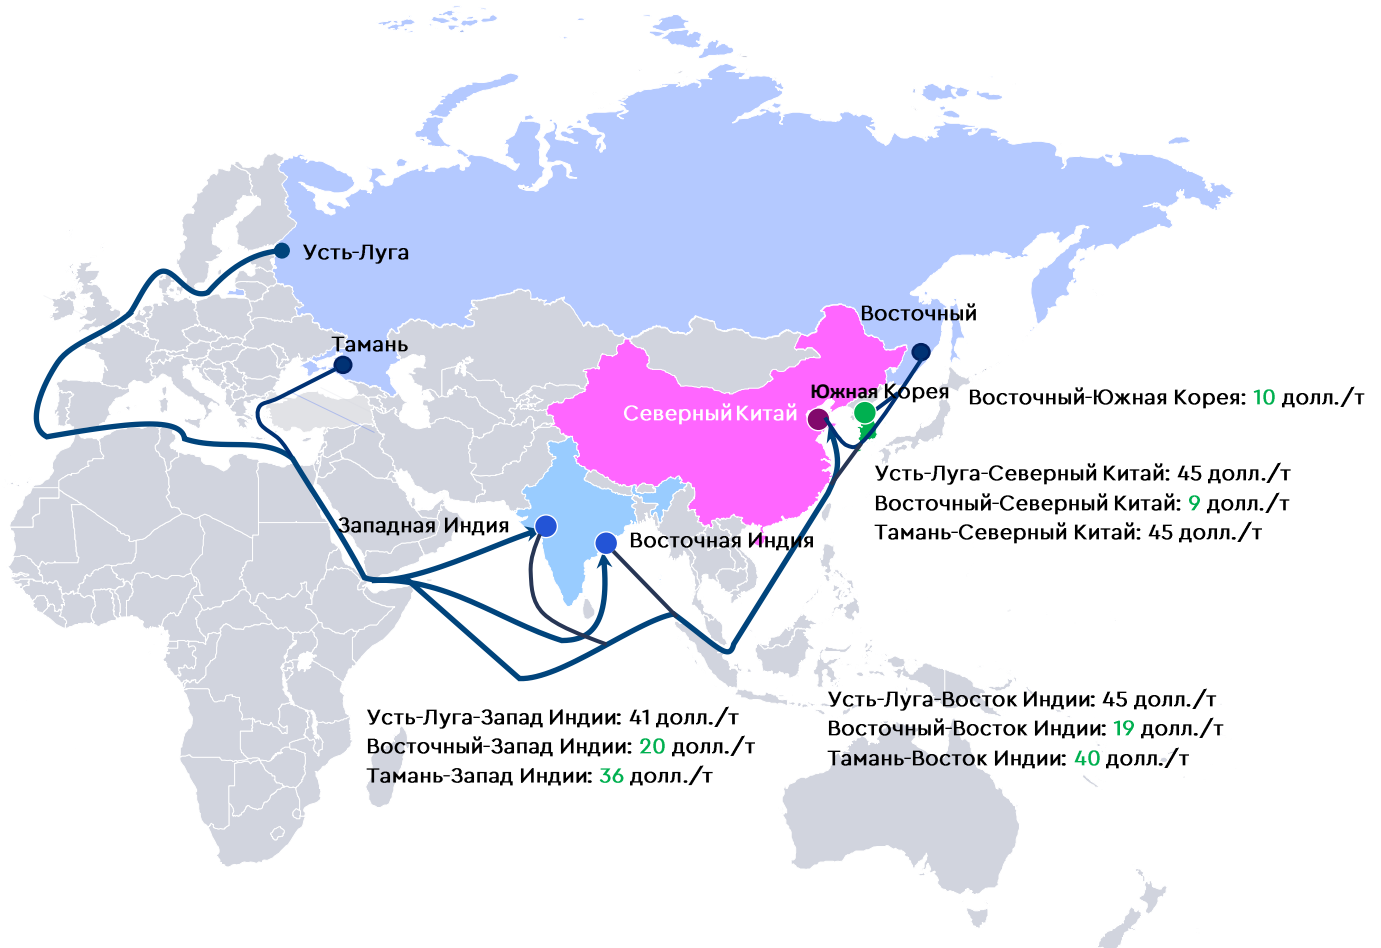 Усть-Луга
Восточный
Тамань
Южная Корея
Восточный-Южная Корея: 10 долл./т
Северный Китай
Усть-Луга-Северный Китай: 45 долл./т
Восточный-Северный Китай: 9 долл./т
Тамань-Северный Китай: 45 долл./т
Западная Индия
Восточная Индия
Усть-Луга-Запад Индии: 41 долл./т
Восточный-Запад Индии: 20 долл./т
Тамань-Запад Индии: 36 долл./т
Усть-Луга-Восток Индии: 45 долл./т
Восточный-Восток Индии: 19 долл./т
Тамань-Восток Индии: 40 долл./т